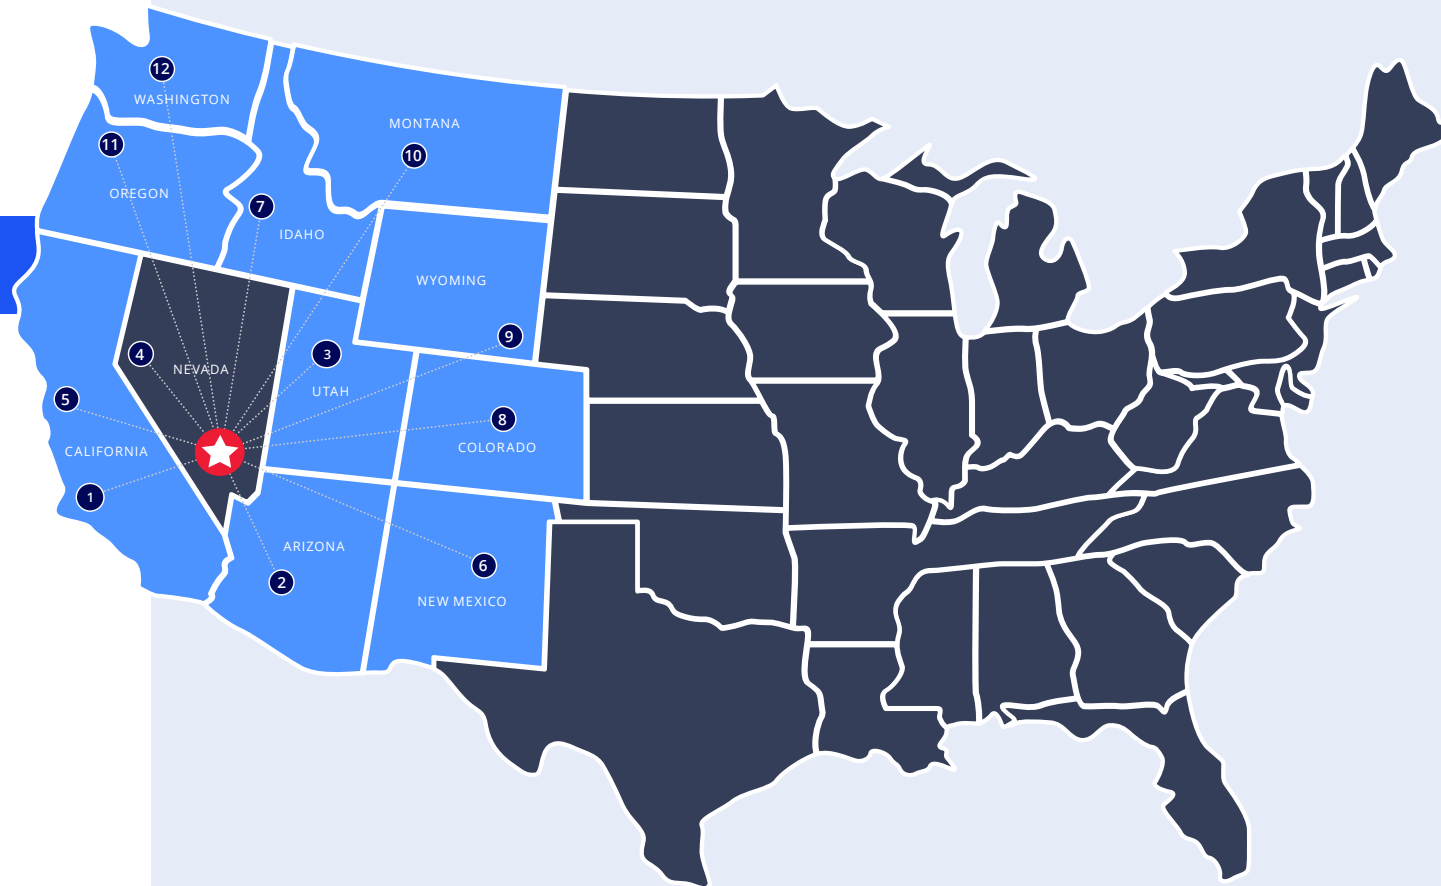 12
WASHINGTON
MONTANA
11
10
OREGON
7
IDAHO
WYOMING
9
4
3
NEVADA
UTAH
5
8
COLORADO
CALIFORNIA
1
ARIZONA
6
2
NEW MEXICO